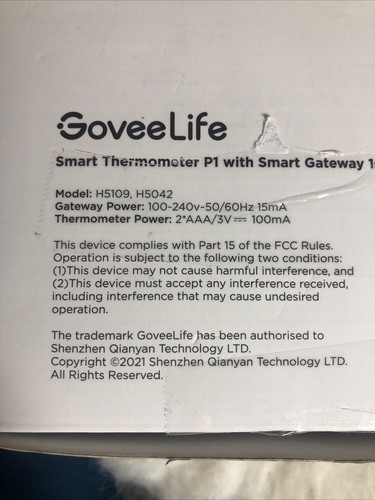 GoveeLife
Smart Thermometer P1 with Smart Gateway 1s
Model: H5109, H5042
Gateway Power: 100-240v~50/60Hz 15mA
Thermometer Power: 2*AAA/3V⎓ 100mA
This device complies with Part 15 of the FCC Rules.
Operation is subject to the following two conditions:
(1)This device may not cause harmful interference, and
(2)This device must accept any interference received,
including interference that may cause undesired
operation.
The trademark GoveeLife has been authorised to
Shenzhen Qianyan Technology LTD.
Copyright ©2021 Shenzhen Qianyan Technology LTD.
All Rights Reserved.